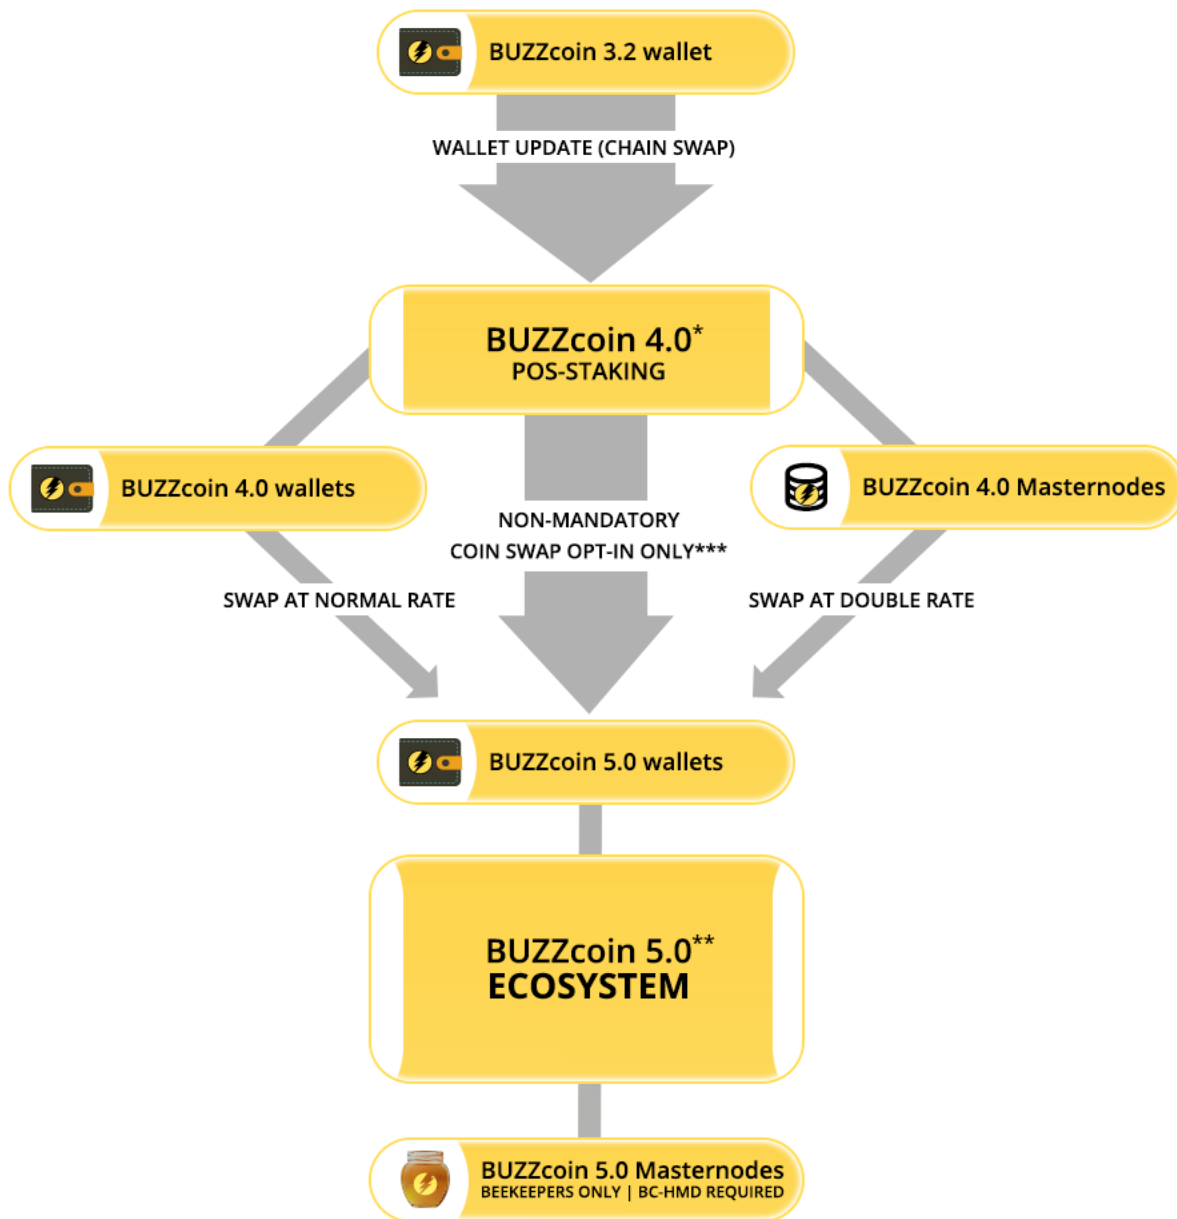 BUZZcoin 3.2 wallet
WALLET UPDATE (CHAIN SWAP)
BUZZcoin 4.0*
POS-STAKING
BUZZcoin 4.0 wallets
BUZZcoin 4.0 Masternodes
NON-MANDATORY
COIN SWAP OPT-IN ONLY***
SWAP AT NORMAL RATE
SWAP AT DOUBLE RATE
BUZZcoin 5.0 wallets
BUZZcoin 5.0**
ECOSYSTEM
BUZZcoin 5.0 Masternodes
BEEKEEPERS ONLY | BC-HMD REQUIRED